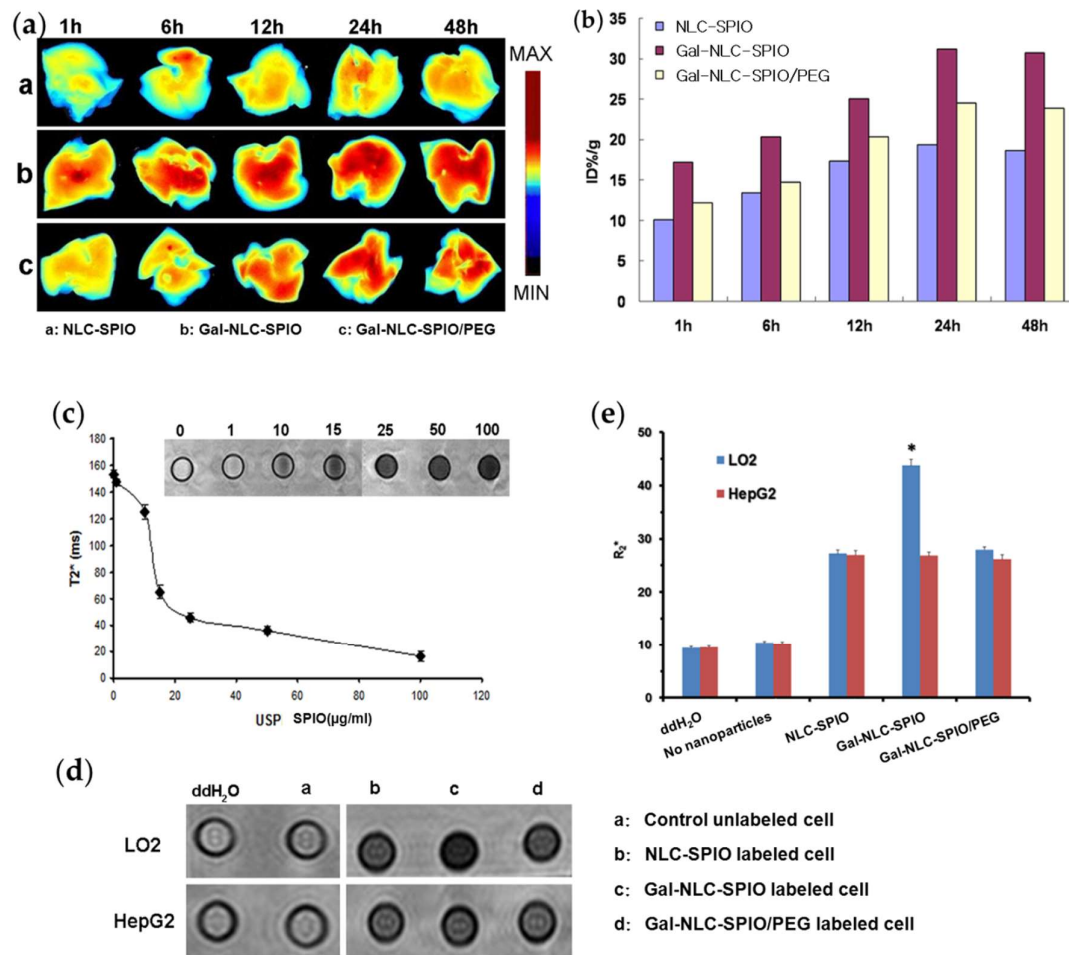 (a)
1h 6h 12h 24h 48h
MAX
a
b
c
MIN
a: NLC-SPIO b: Gal-NLC-SPIO c: Gal-NLC-SPIO/PEG
(b)
NLC-SPIO
Gal-NLC-SPIO
Gal-NLC-SPIO/PEG
ID%/g
35
30
25
20
15
10
5
0
1h 6h 12h 24h 48h
(c)
0 1 10 15 25 50 100
T2* (ms)
180
160
140
120
100
80
60
40
20
0
0 20 40 60 80 100 120
USP SPIO(μg/ml)
(e)
LO2
HepG2
*
R₂*
50
40
30
20
10
0
ddH₂O
No nanoparticles
NLC-SPIO
Gal-NLC-SPIO
Gal-NLC-SPIO/PEG
(d)
ddH₂O a b c d
LO2
HepG2
a: Control unlabeled cell
b: NLC-SPIO labeled cell
c: Gal-NLC-SPIO labeled cell
d: Gal-NLC-SPIO/PEG labeled cell